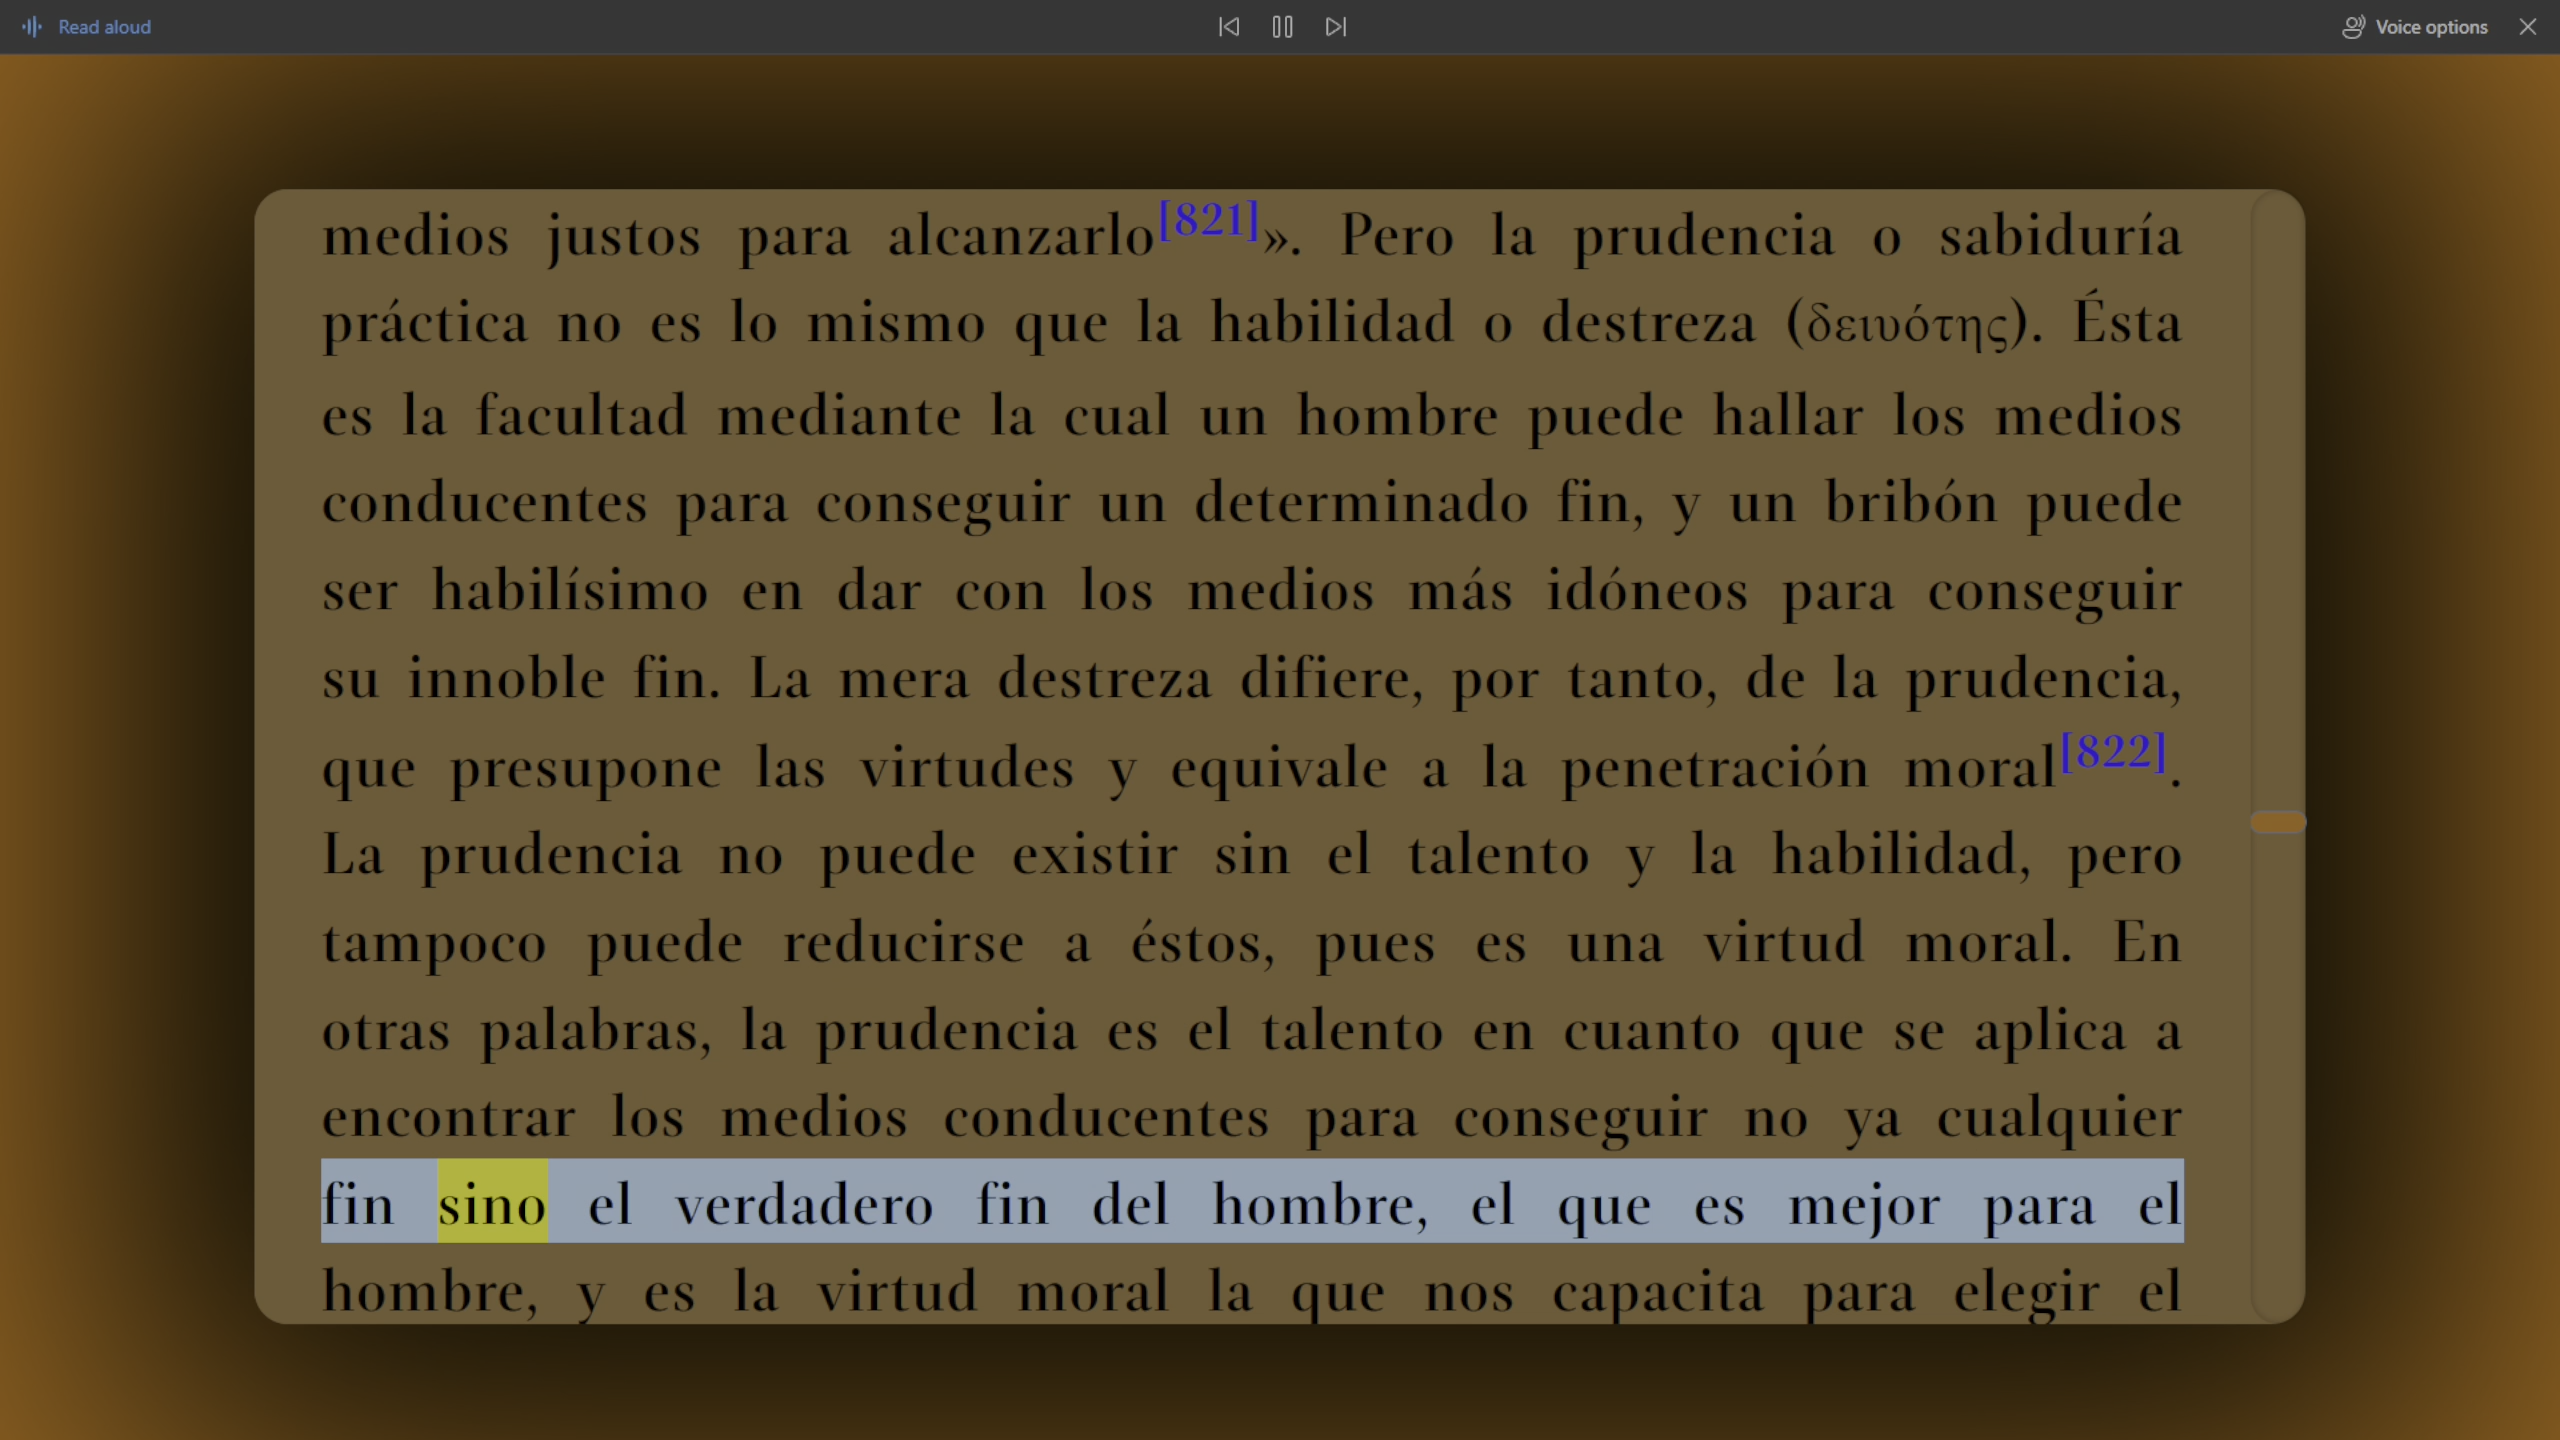 Read aloud
Voice options
medios justos para alcanzarlo[821]». Pero la prudencia o sabiduría
práctica no es lo mismo que la habilidad o destreza (δειυότης). Ésta
es la facultad mediante la cual un hombre puede hallar los medios
conducentes para conseguir un determinado fin, y un bribón puede
ser habilísimo en dar con los medios más idóneos para conseguir
su innoble fin. La mera destreza difiere, por tanto, de la prudencia,
que presupone las virtudes y equivale a la penetración moral[822].
La prudencia no puede existir sin el talento y la habilidad, pero
tampoco puede reducirse a éstos, pues es una virtud moral. En
otras palabras, la prudencia es el talento en cuanto que se aplica a
encontrar los medios conducentes para conseguir no ya cualquier
fin sino el verdadero fin del hombre, el que es mejor para el
hombre, y es la virtud moral la que nos capacita para elegir el